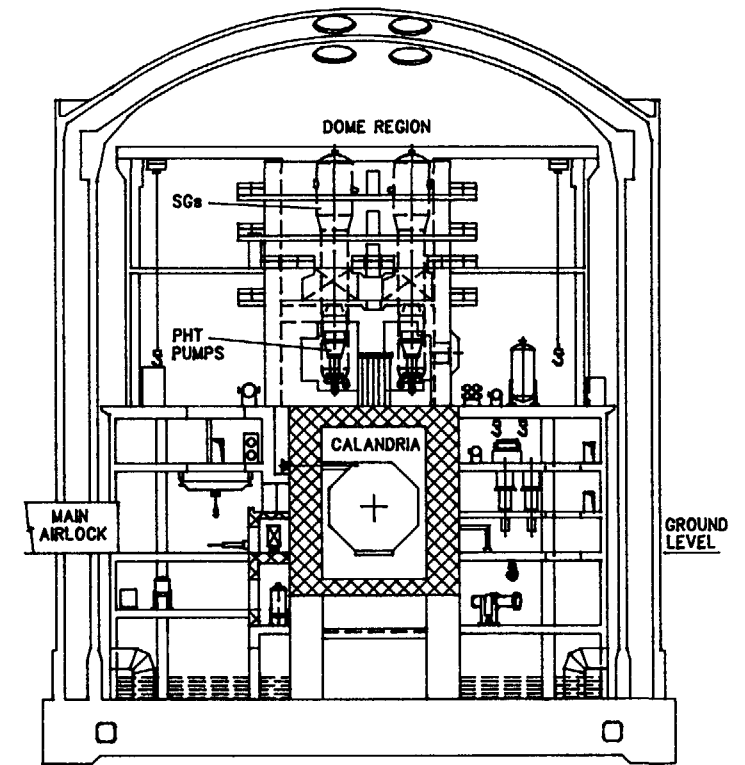 DOME REGION
SGs
PHT
PUMPS
CALANDRIA
MAIN
AIRLOCK
GROUND
LEVEL